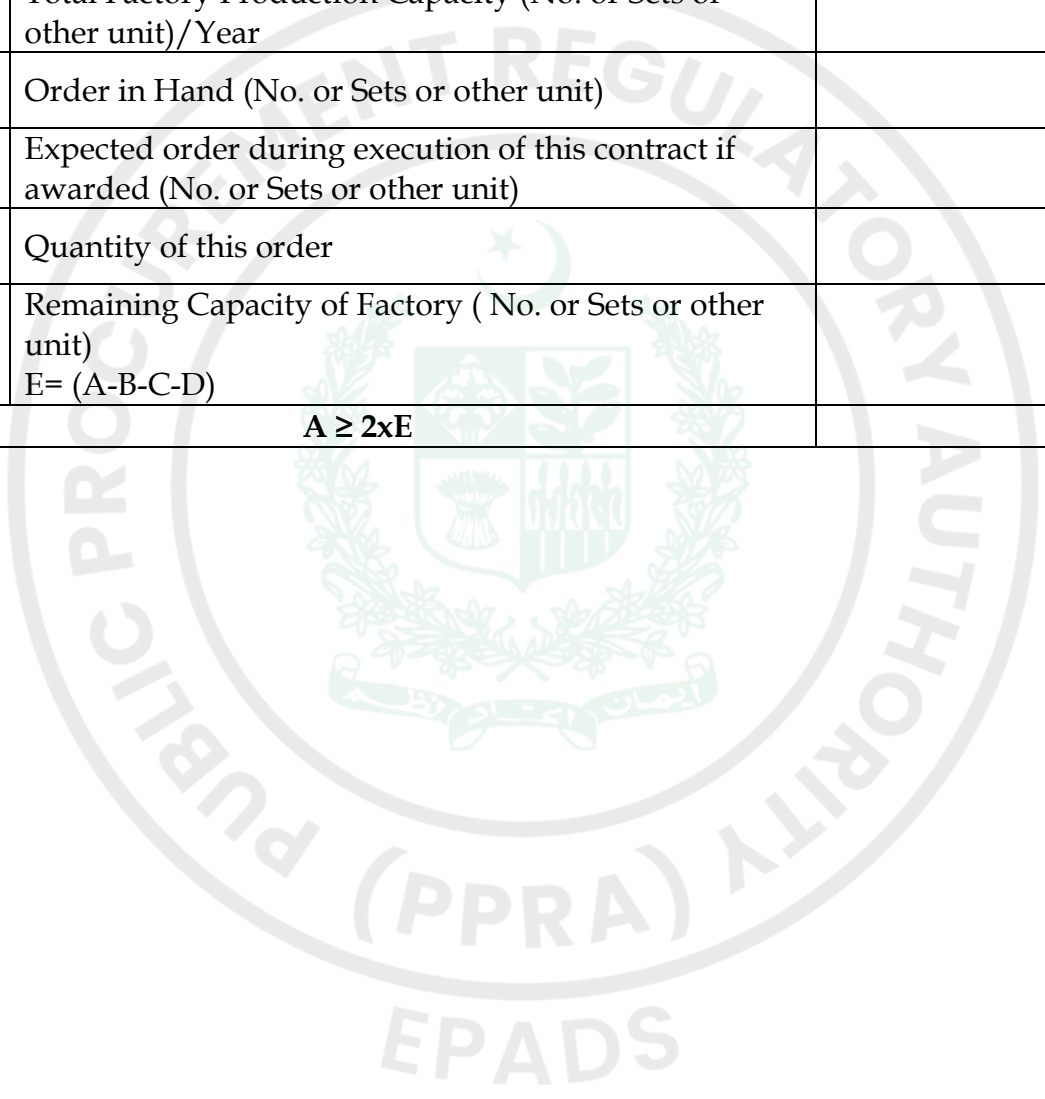 Total Factory Production Capacity (No. or Sets or
other unit)/Year
Order in Hand (No. or Sets or other unit)
Expected order during execution of this contract if
awarded (No. or Sets or other unit)
Quantity of this order
Remaining Capacity of Factory ( No. or Sets or other
unit)
E= (A-B-C-D)
A ≥ 2xE
PUBLIC PROCUREMENT REGULATORY AUTHORITY
(PPRA)
EPADS